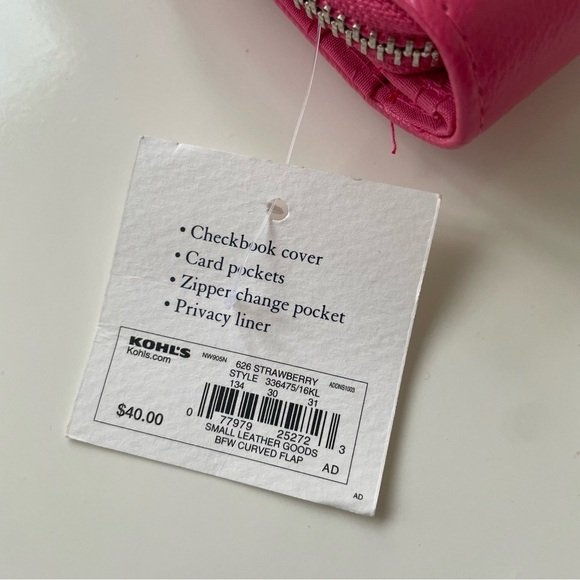 • Checkbook cover
• Card pockets
• Zipper change pocket
• Privacy liner
KOHL'S
Kohls.com
NW905N
626 STRAWBERRY
ADDNS1003
STYLE 336475/16KL
134 30 31
$40.00
0 77979 25272 3
SMALL LEATHER GOODS
BFW CURVED FLAP
AD
AD